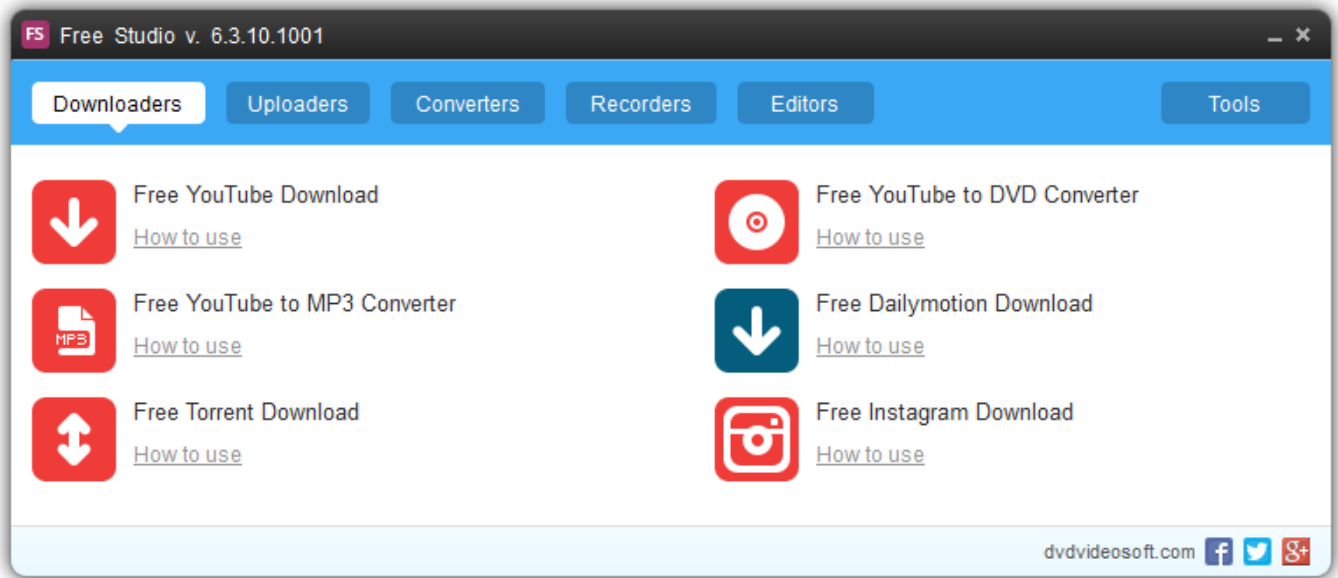 FS Free Studio v. 6.3.10.1001
Downloaders Uploaders Converters Recorders Editors Tools
Free YouTube Download
How to use
Free YouTube to DVD Converter
How to use
MP3
Free YouTube to MP3 Converter
How to use
Free Dailymotion Download
How to use
Free Torrent Download
How to use
Free Instagram Download
How to use
dvdvideosoft.com f g+